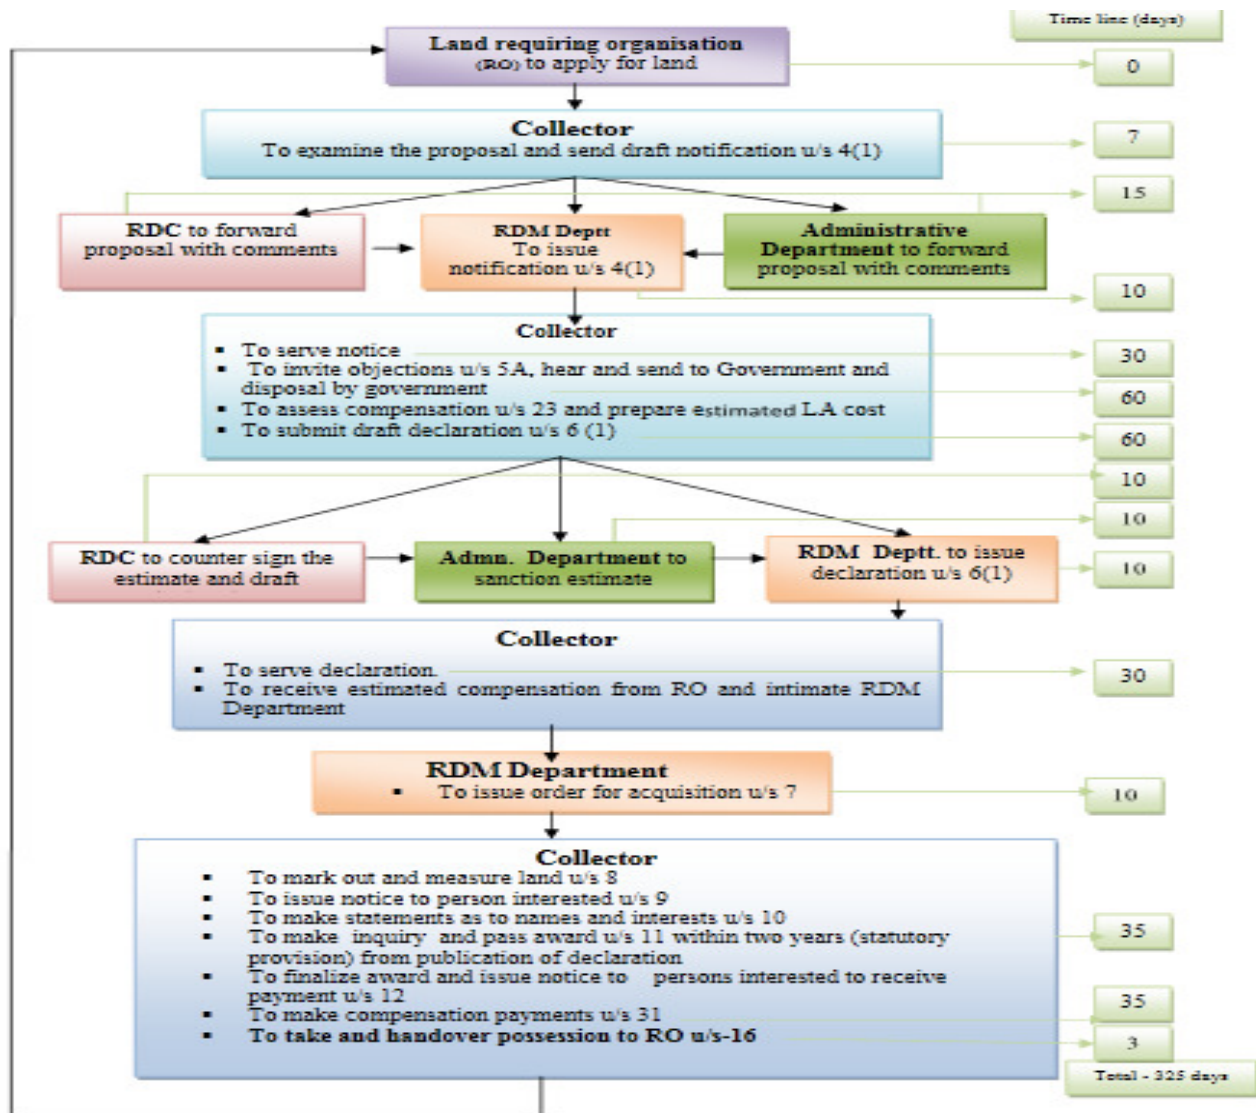 Time line (days)
Land requiring organisation
(RO) to apply for land
0
Collector
To examine the proposal and send draft notification u/s 4(1)
7
15
RDC to forward
proposal with comments
RDM Deptt
To issue
notification u/s 4(1)
Administrative
Department to forward
proposal with comments
10
Collector
▪ To serve notice
30
▪ To invite objections u/s 5A, hear and send to Government and
disposal by government
60
▪ To assess compensation u/s 23 and prepare estimated LA cost
▪ To submit draft declaration u/s 6 (1)
60
10
10
RDC to counter sign the
estimate and draft
Admn. Department to
sanction estimate
RDM Deptt. to issue
declaration u/s 6(1)
10
Collector
▪ To serve declaration.
30
▪ To receive estimated compensation from RO and intimate RDM
Department
RDM Department
▪ To issue order for acquisition u/s 7
10
Collector
▪ To mark out and measure land u/s 8
▪ To issue notice to person interested u/s 9
▪ To make statements as to names and interests u/s 10
▪ To make inquiry and pass award u/s 11 within two years (statutory
provision) from publication of declaration
35
▪ To finalize award and issue notice to persons interested to receive
payment u/s 12
▪ To make compensation payments u/s 31
35
▪ To take and handover possession to RO u/s-16
3
Total - 325 days